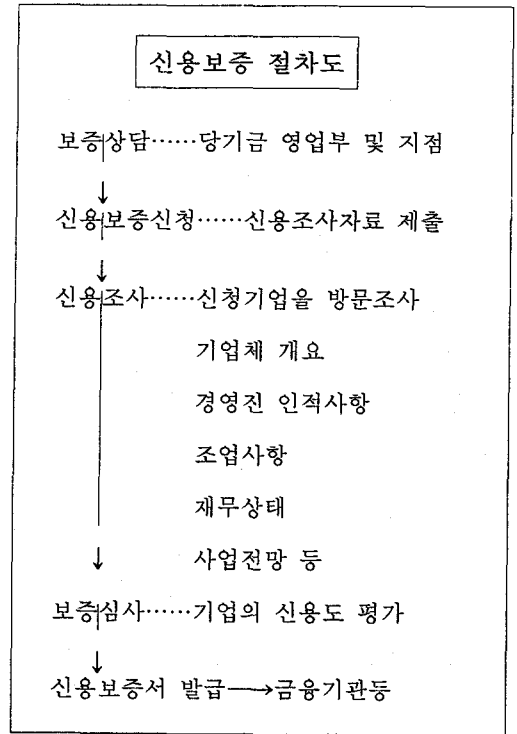 신용보증 절차도
보증상담……당기금 영업부 및 지점
↓
신용보증신청……신용조사자료 제출
↓
신용조사……신청기업을 방문조사
기업체 개요
경영진 인적사항
조업사항
재무상태
↓ 사업전망 등
보증심사……기업의 신용도 평가
↓
신용보증서 발급→금융기관등